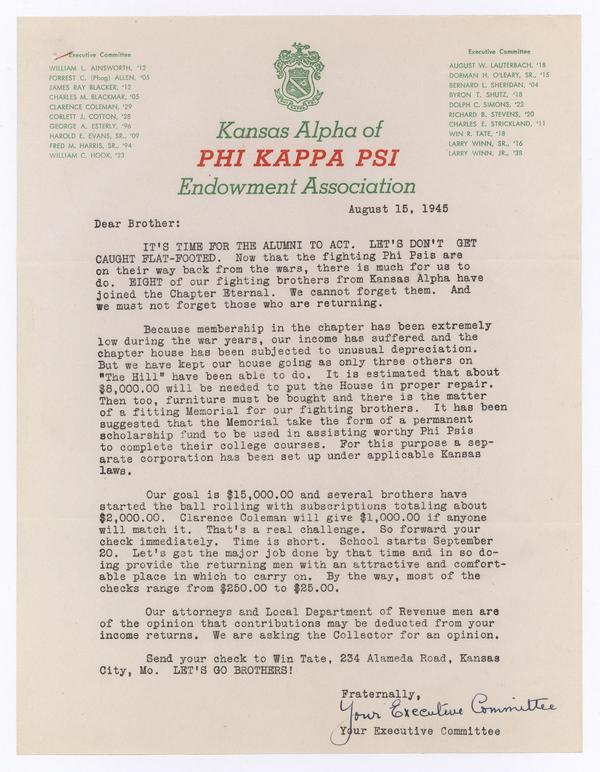 Executive Committee
WILLIAM L. AINSWORTH, '12
FORREST C. (Phog) ALLEN, '05
JAMES RAY BLACKER, '12
CHARLES M. BLACKMAR, '05
CLARENCE COLEMAN, '29
CORLETT J. COTTON, '28
GEORGE A. ESTERLY, '96
HAROLD E. EVANS, SR., '09
FRED M. HARRIS, SR., '94
WILLIAM C. HOOK, '23
Executive Committee
AUGUST W. LAUTERBACH, '18
DORMAN H. O'LEARY, SR., '15
BERNARD L. SHERIDAN, '04
BYRON T. SHUTZ, '18
DOLPH C. SIMONS, '22
RICHARD B. STEVENS, '20
CHARLES E. STRICKLAND, '11
WIN R. TATE, '18
LARRY WINN, SR., '16
LARRY WINN, JR., '38
Kansas Alpha of
PHI KAPPA PSI
Endowment Association
August 15, 1945
Dear Brother:
IT'S TIME FOR THE ALUMNI TO ACT. LET'S DON'T GET
CAUGHT FLAT-FOOTED. Now that the fighting Phi Psis are
on their way back from the wars, there is much for us to
do. EIGHT of our fighting brothers from Kansas Alpha have
joined the Chapter Eternal. We cannot forget them. And
we must not forget those who are returning.
Because membership in the chapter has been extremely
low during the war years, our income has suffered and the
chapter house has been subjected to unusual depreciation.
But we have kept our house going as only three others on
"The Hill" have been able to do. It is estimated that about
$8,000.00 will be needed to put the House in proper repair.
Then too, furniture must be bought and there is the matter
of a fitting Memorial for our fighting brothers. It has been
suggested that the Memorial take the form of a permanent
scholarship fund to be used in assisting worthy Phi Psis
to complete their college courses. For this purpose a sep-
arate corporation has been set up under applicable Kansas
laws.
Our goal is $15,000.00 and several brothers have
started the ball rolling with subscriptions totaling about
$2,000.00. Clarence Coleman will give $1,000.00 if anyone
will match it. That's a real challenge. So forward your
check immediately. Time is short. School starts September
20. Let's get the major job done by that time and in so do-
ing provide the returning men with an attractive and comfort-
able place in which to carry on. By the way, most of the
checks range from $250.00 to $25.00.
Our attorneys and Local Department of Revenue men are
of the opinion that contributions may be deducted from your
income returns. We are asking the Collector for an opinion.
Send your check to Win Tate, 234 Alameda Road, Kansas
City, Mo. LET'S GO BROTHERS!
Fraternally,
Your Executive Committee
Your Executive Committee